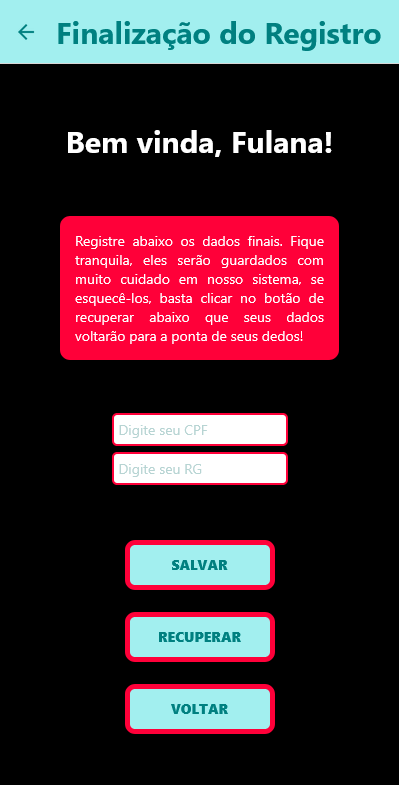 Finalização do Registro
Bem vinda, Fulana!
Registre abaixo os dados finais. Fique
tranquila, eles serão guardados com
muito cuidado em nosso sistema, se
esquecê-los, basta clicar no botão de
recuperar abaixo que seus dados
voltarão para a ponta de seus dedos!
Digite seu CPF
Digite seu RG
SALVAR
RECUPERAR
VOLTAR